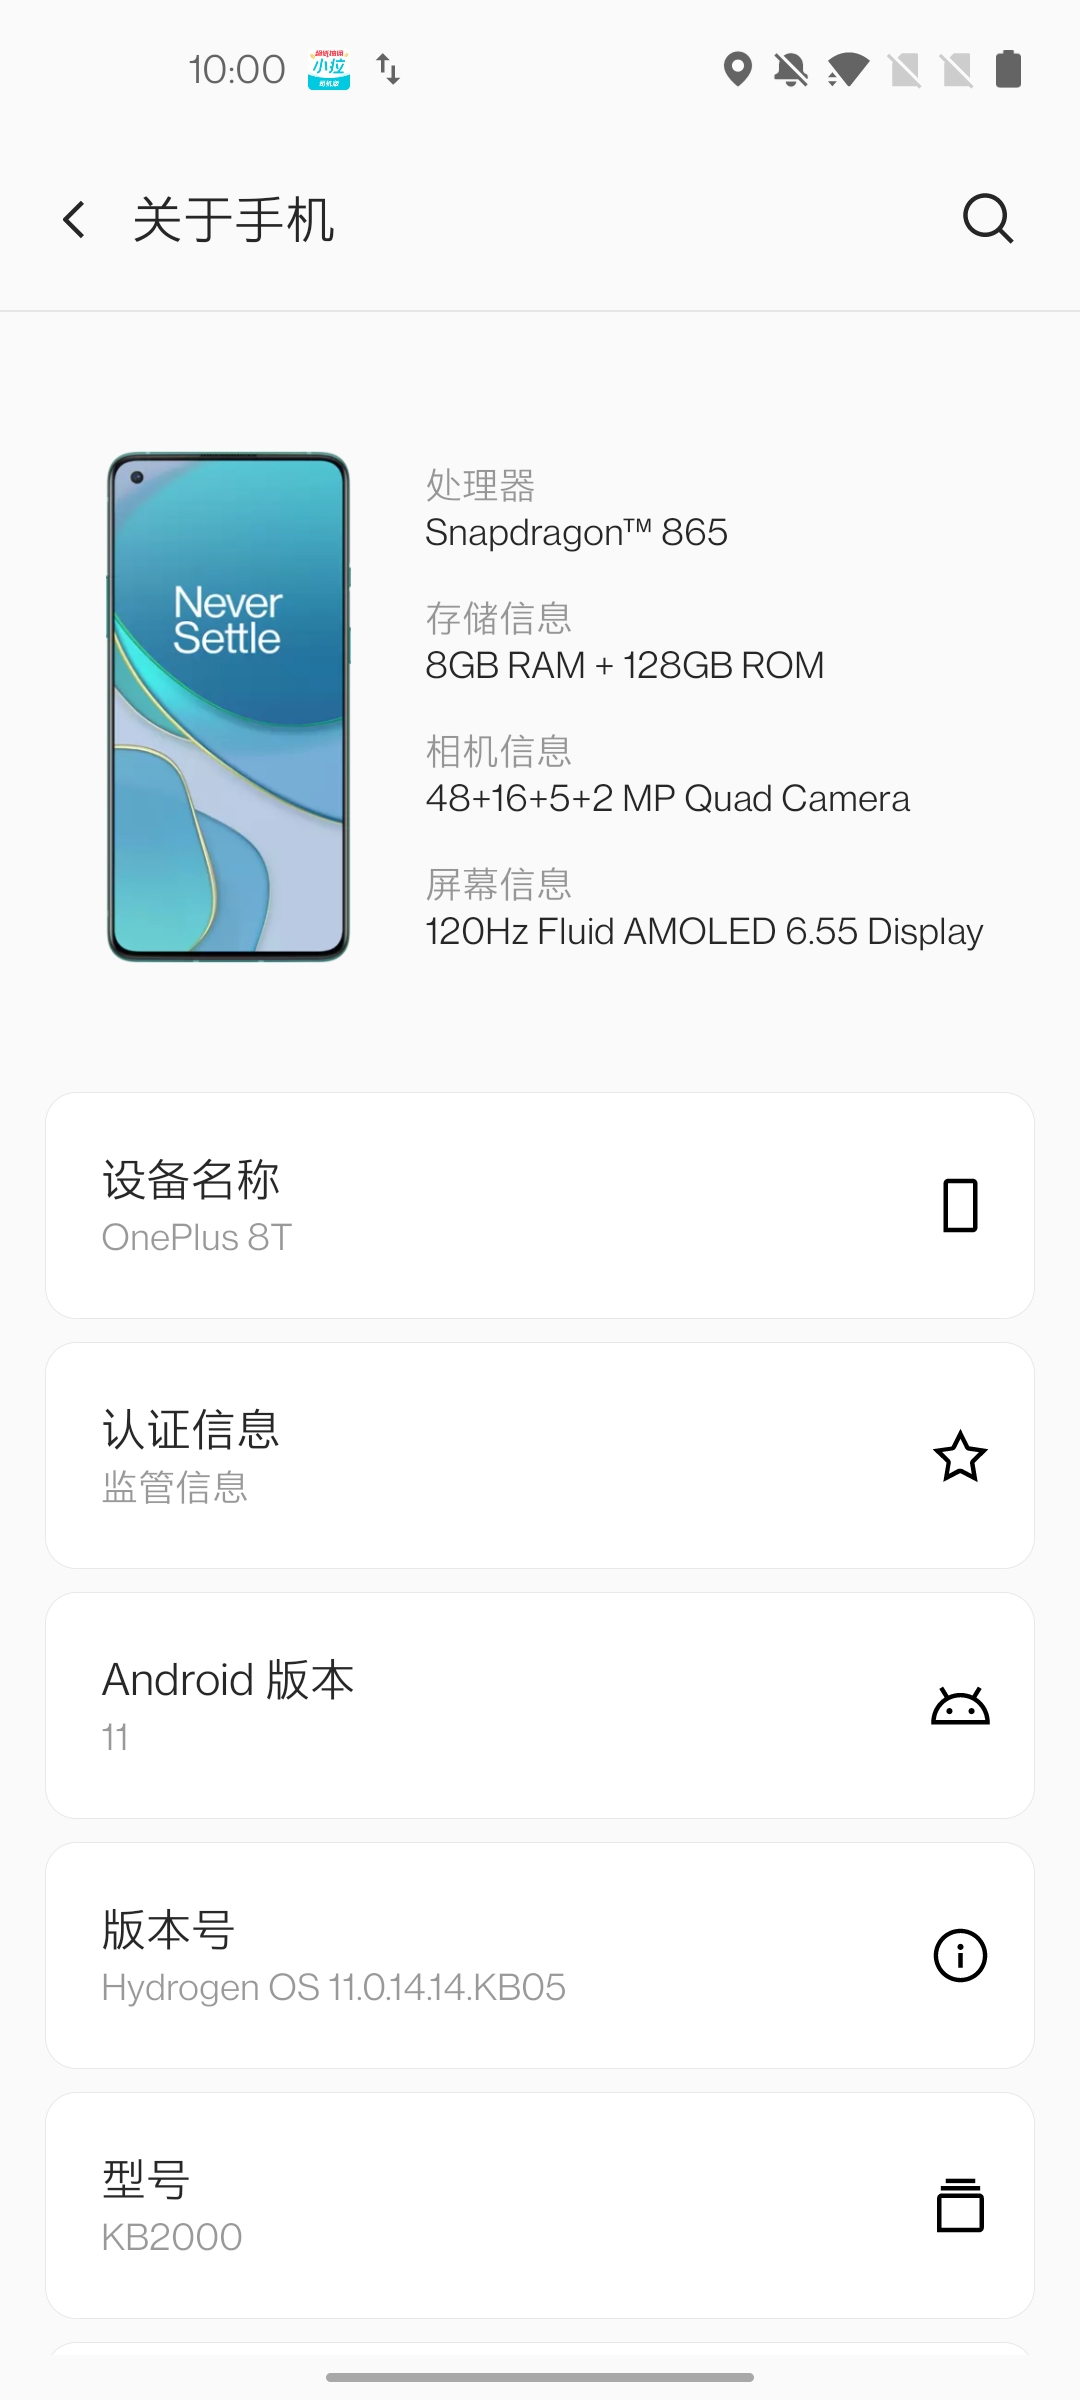 10:00
小拉
关于手机
处理器
Snapdragon™ 865
存储信息
8GB RAM + 128GB ROM
相机信息
48+16+5+2 MP Quad Camera
屏幕信息
120Hz Fluid AMOLED 6.55 Display
Never
Settle
设备名称
OnePlus 8T
认证信息
监管信息
Android 版本
11
版本号
Hydrogen OS 11.0.14.14.KB05
型号
KB2000